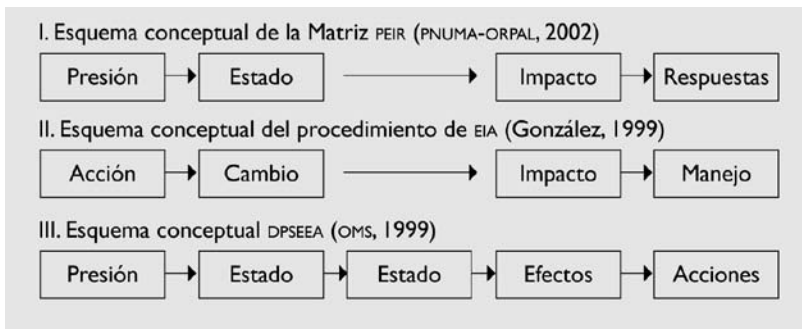 I. Esquema conceptual de la Matriz PEIR (PNUMA-ORPAL, 2002)
Presión Estado Impacto Respuestas
II. Esquema conceptual del procedimiento de EIA (González, 1999)
Acción Cambio Impacto Manejo
III. Esquema conceptual DPSEEA (OMS, 1999)
Presión Estado Estado Efectos Acciones